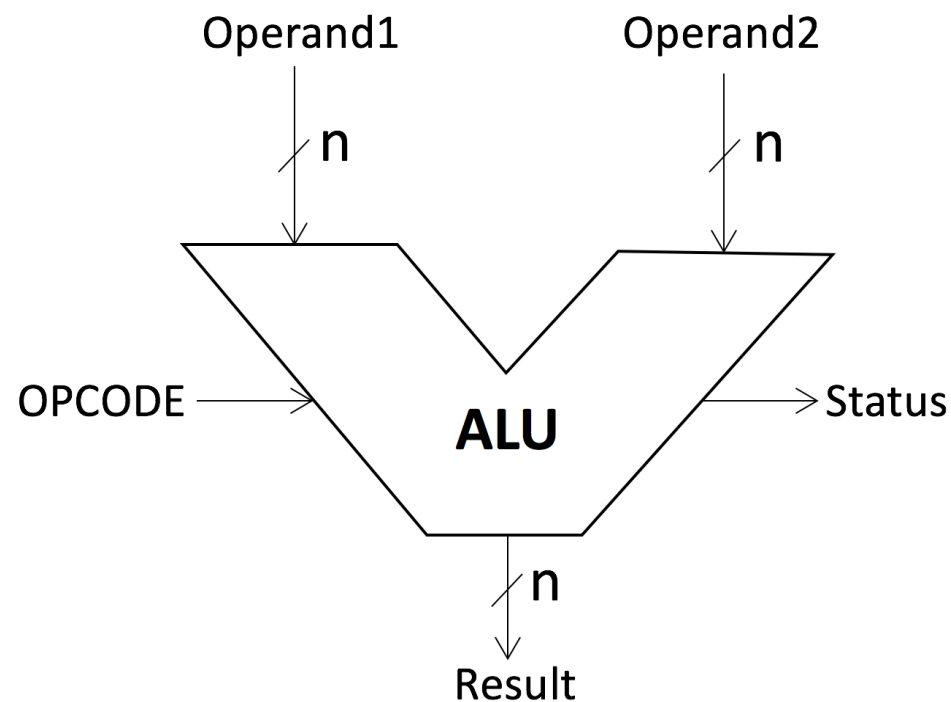 Operand1
Operand2
n
n
OPCODE
ALU
Status
n
Result